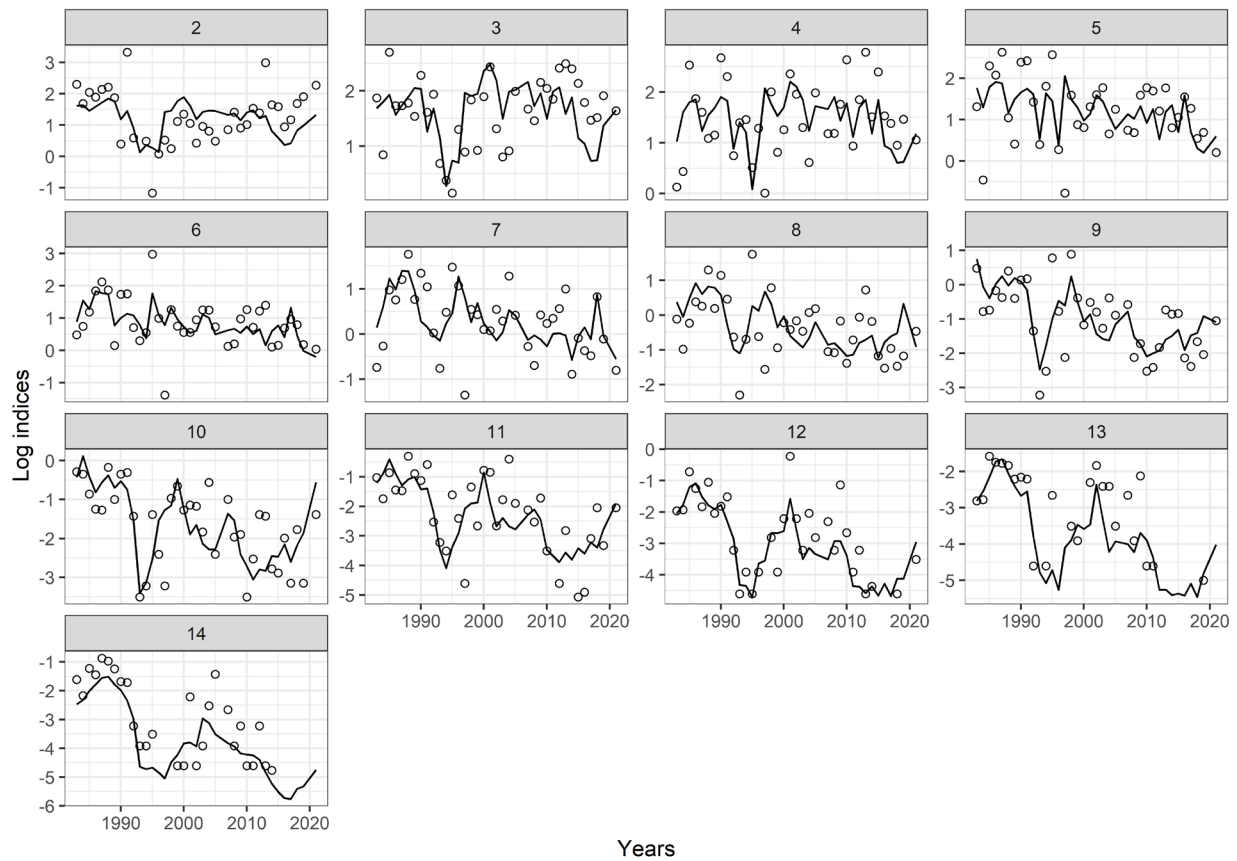 2 3 4 5
3 2 1 0 -1
2 1
2 1 0
2 1 0
6 7 8 9
3 2 1 0 -1
1 0 -1
1 0 -1 -2
1 0 -1 -2 -3
10 11 12 13
0 -1 -2 -3
-1 -2 -3 -4 -5
0 -1 -2 -3 -4
-2 -3 -4 -5
1990 2000 2010 2020 1990 2000 2010 2020 1990 2000 2010 2020
14
-1 -2 -3 -4 -5 -6
1990 2000 2010 2020
Log indices
Years